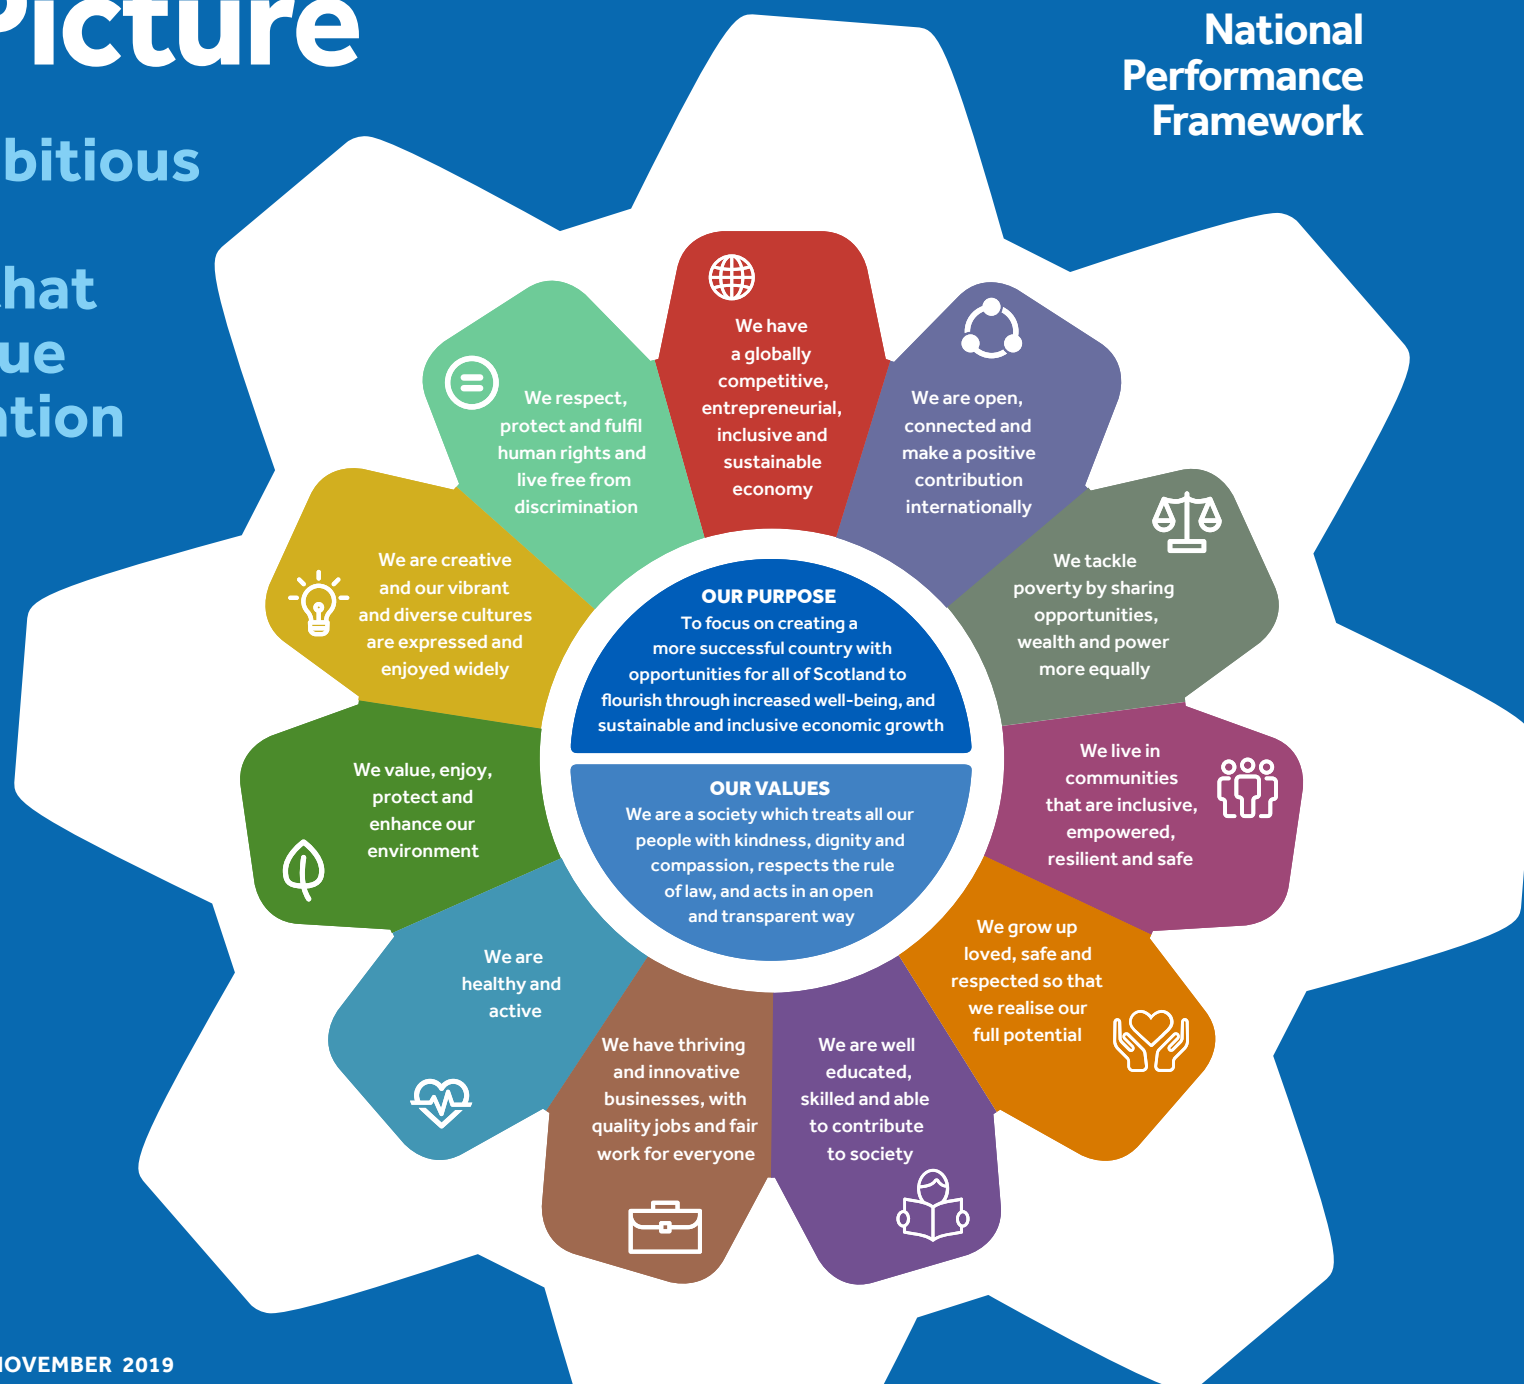 Picture
bitious
hat
ue
ation
National
Performance
Framework
We have
a globally
competitive,
entrepreneurial,
inclusive and
sustainable
economy
We are open,
connected and
make a positive
contribution
internationally
We tackle
poverty by sharing
opportunities,
wealth and power
more equally
We live in
communities
that are inclusive,
empowered,
resilient and safe
We grow up
loved, safe and
respected so that
we realise our
full potential
We are well
educated,
skilled and able
to contribute
to society
We have thriving
and innovative
businesses, with
quality jobs and fair
work for everyone
We are
healthy and
active
We value, enjoy,
protect and
enhance our
environment
We are creative
and our vibrant
and diverse cultures
are expressed and
enjoyed widely
We respect,
protect and fulfil
human rights and
live free from
discrimination
OUR PURPOSE
To focus on creating a
more successful country with
opportunities for all of Scotland to
flourish through increased well-being, and
sustainable and inclusive economic growth
OUR VALUES
We are a society which treats all our
people with kindness, dignity and
compassion, respects the rule
of law, and acts in an open
and transparent way
NOVEMBER 2019